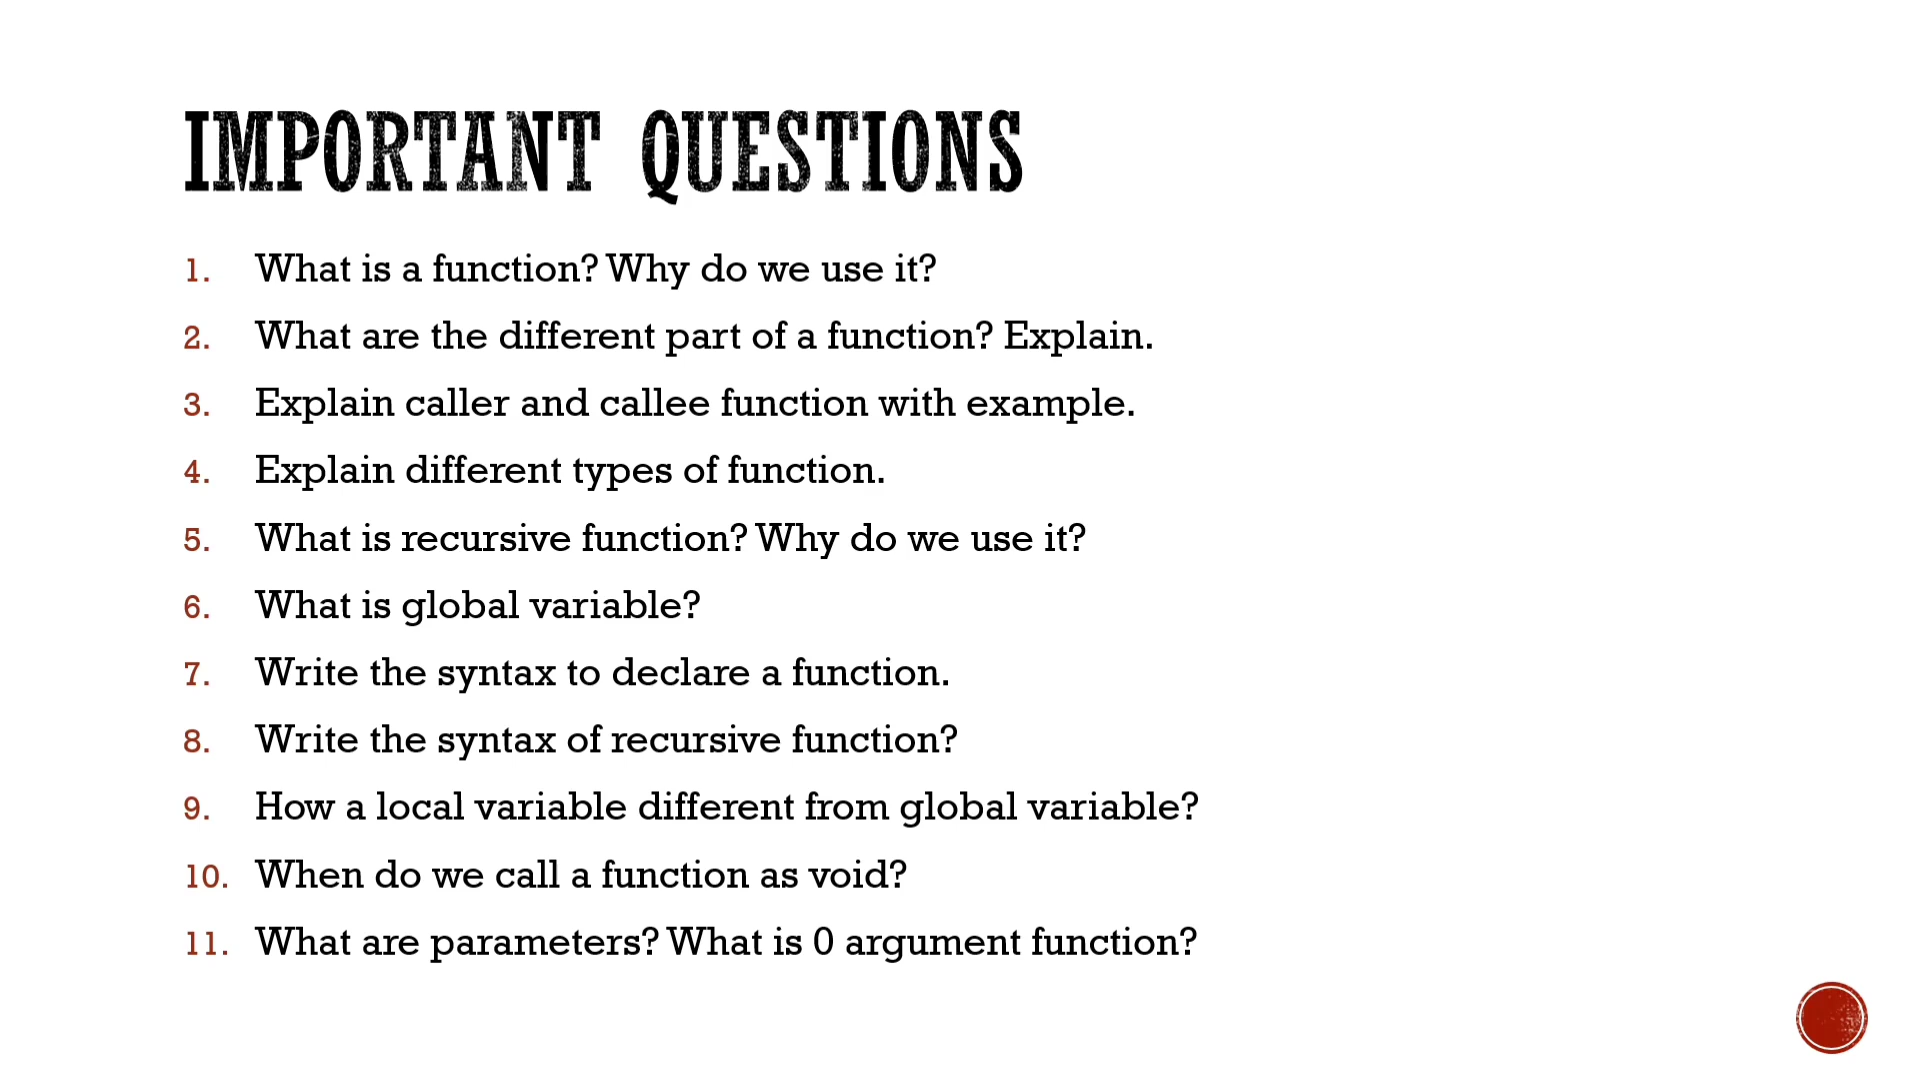 IMPORTANT QUESTIONS
1. What is a function? Why do we use it?
2. What are the different part of a function? Explain.
3. Explain caller and callee function with example.
4. Explain different types of function.
5. What is recursive function? Why do we use it?
6. What is global variable?
7. Write the syntax to declare a function.
8. Write the syntax of recursive function?
9. How a local variable different from global variable?
10. When do we call a function as void?
11. What are parameters? What is 0 argument function?